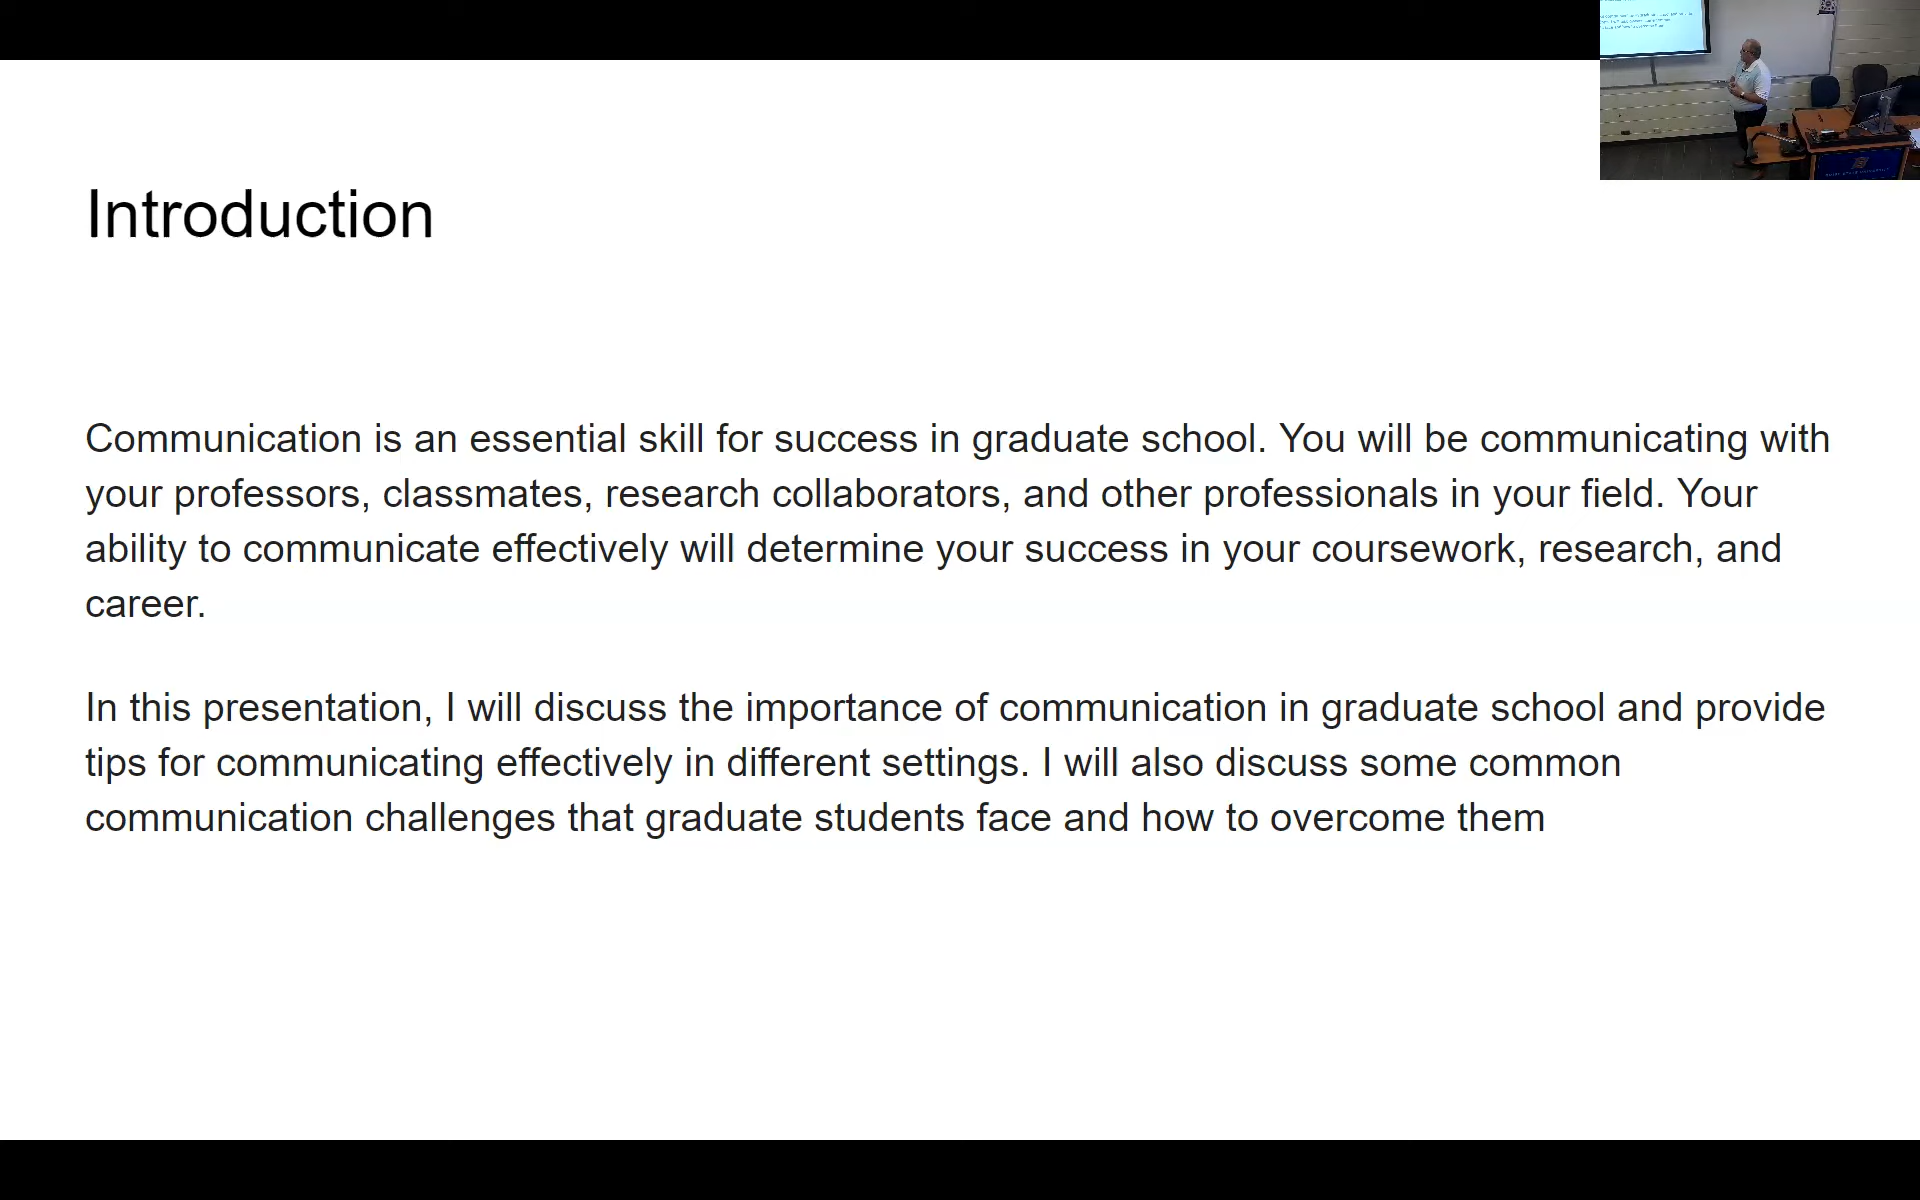 Introduction
Communication is an essential skill for success in graduate school. You will be communicating with
your professors, classmates, research collaborators, and other professionals in your field. Your
ability to communicate effectively will determine your success in your coursework, research, and
career.
In this presentation, I will discuss the importance of communication in graduate school and provide
tips for communicating effectively in different settings. I will also discuss some common
communication challenges that graduate students face and how to overcome them